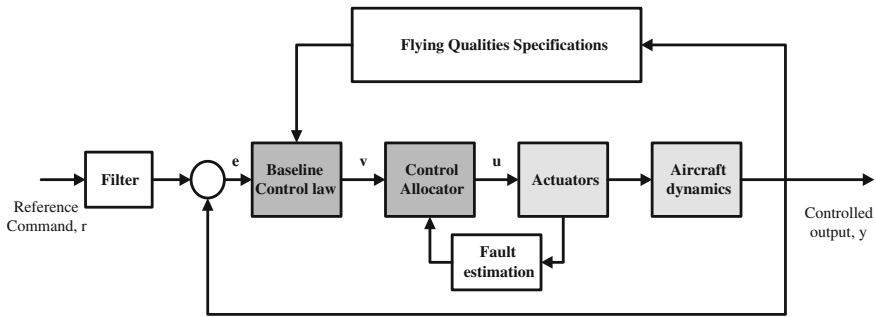 Flying Qualities Specifications
Filter
e
Baseline
Control law
v
Control
Allocator
u
Actuators
Aircraft
dynamics
Reference
Command, r
Controlled
output, y
Fault
estimation